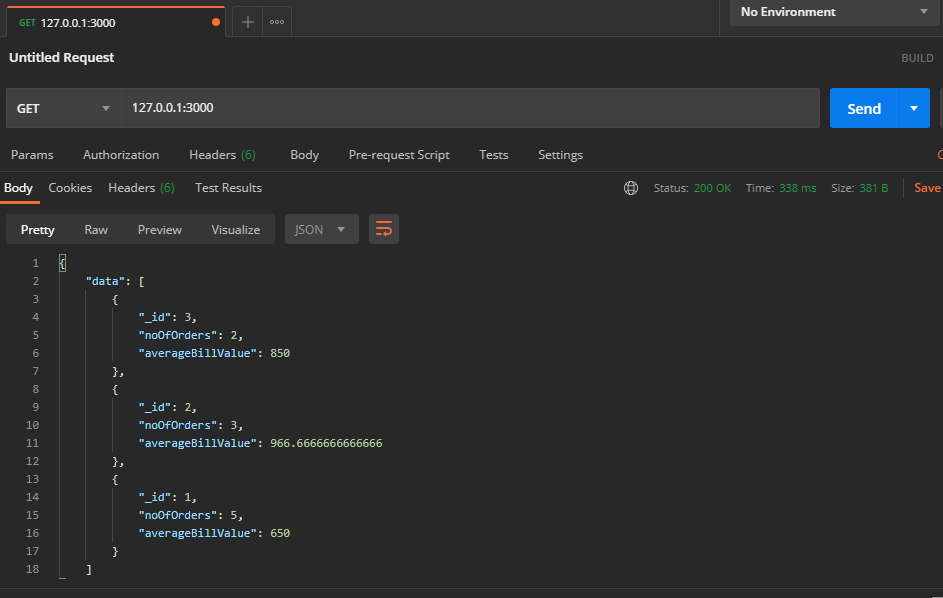 GET 127.0.0.1:3000
No Environment
Untitled Request
BUILD
GET 127.0.0.1:3000 Send
Params Authorization Headers (6) Body Pre-request Script Tests Settings
Body Cookies Headers (6) Test Results Status: 200 OK Time: 338 ms Size: 381 B Save
Pretty Raw Preview Visualize JSON
1 {
2 "data": [
3 {
4 "_id": 3,
5 "noOfOrders": 2,
6 "averageBillValue": 850
7 },
8 {
9 "_id": 2,
10 "noOfOrders": 3,
11 "averageBillValue": 966.6666666666666
12 },
13 {
14 "_id": 1,
15 "noOfOrders": 5,
16 "averageBillValue": 650
17 }
18 ]